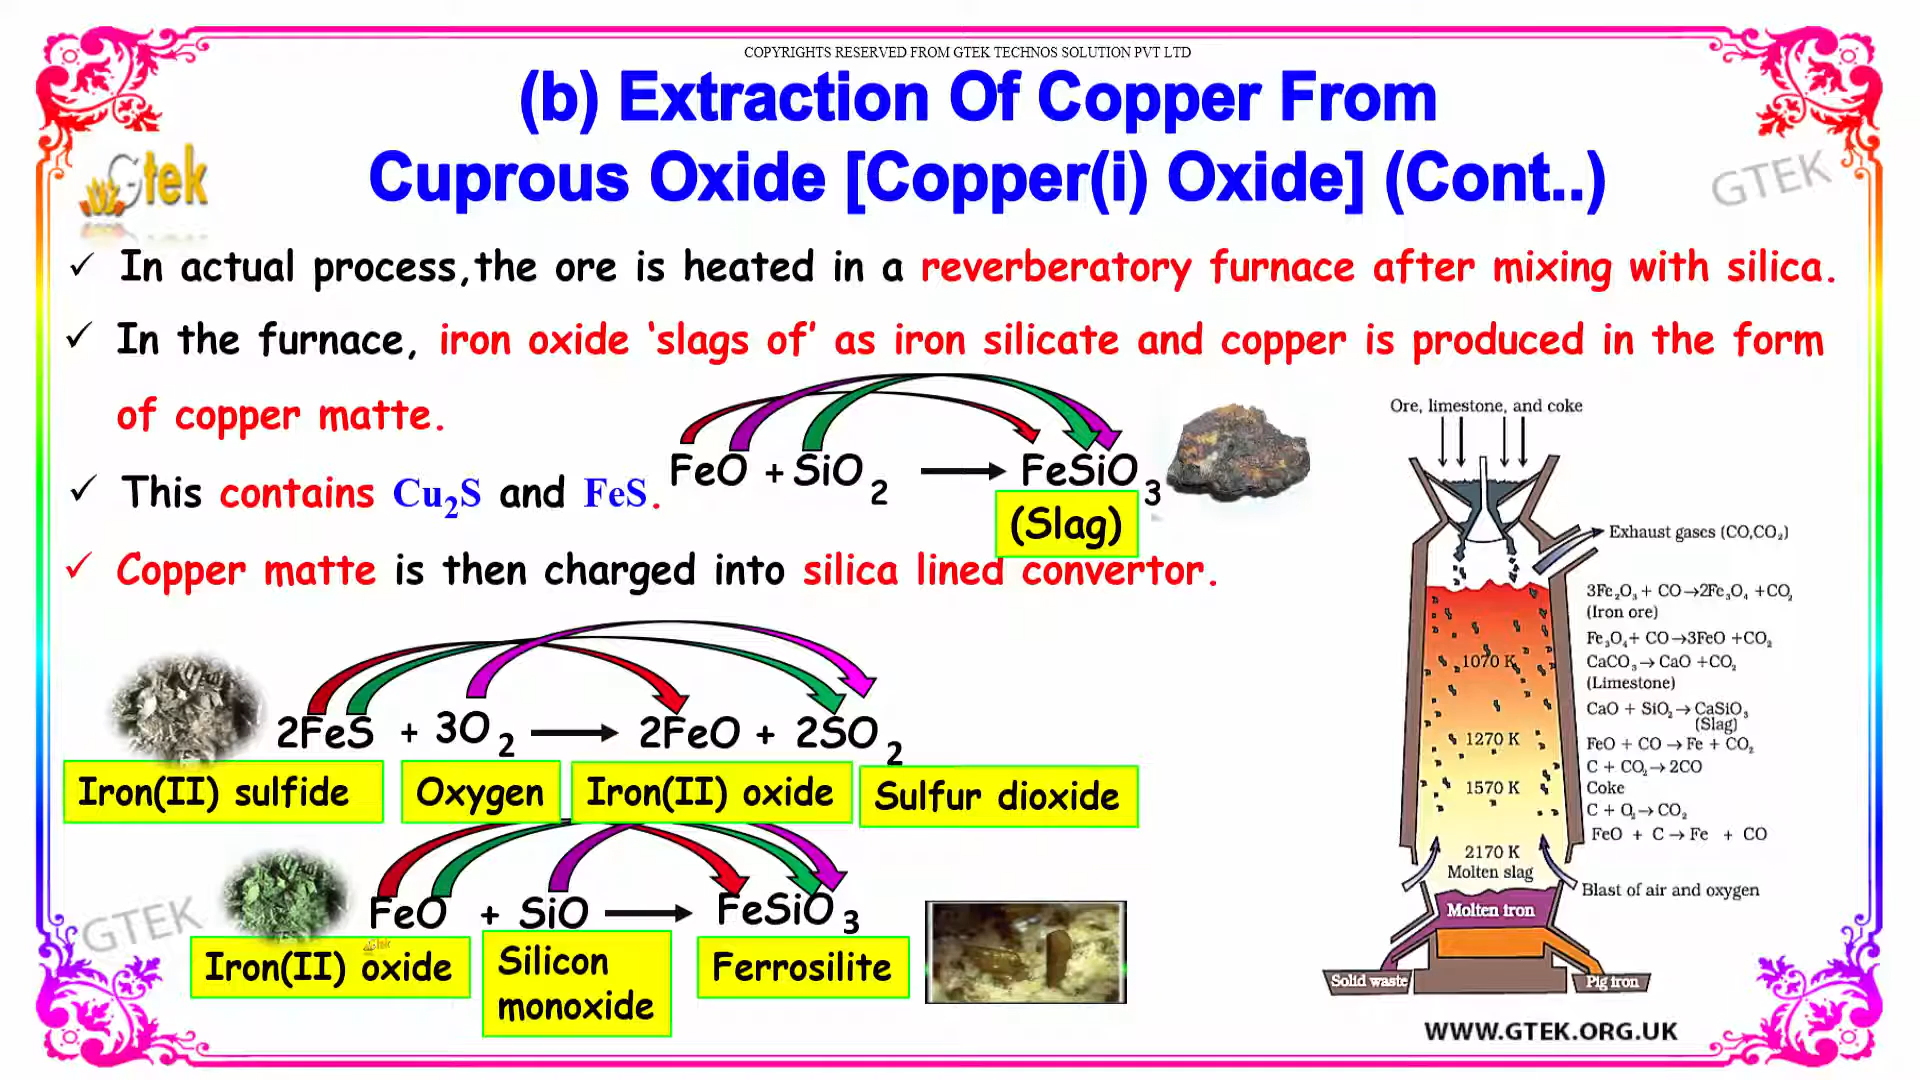 COPYRIGHTS RESERVED FROM GTEK TECHNOS SOLUTION PVT LTD
(b) Extraction Of Copper From
Cuprous Oxide [Copper(i) Oxide] (Cont..)
Gtek
GTEK
✓ In actual process,the ore is heated in a reverberatory furnace after mixing with silica.
✓ In the furnace, iron oxide ‘slags of’ as iron silicate and copper is produced in the form
of copper matte.
FeO + SiO₂ → FeSiO₃
(Slag)
✓ This contains Cu₂S and FeS.
✓ Copper matte is then charged into silica lined convertor.
2FeS + 3O₂ → 2FeO + 2SO₂
Iron(II) sulfide Oxygen Iron(II) oxide Sulfur dioxide
FeO + SiO → FeSiO₃
Iron(II) oxide
Silicon
monoxide
Ferrosilite
GTEK
Ore, limestone, and coke
Exhaust gases (CO,CO₂)
3Fe₂O₃ + CO→2Fe₃O₄ +CO₂
(Iron ore)
Fe₃O₄+ CO→3FeO +CO₂
CaCO₃→ CaO +CO₂
(Limestone)
CaO + SiO₂→ CaSiO₃
(Slag)
FeO + CO → Fe + CO₂
C + CO₂→ 2CO
Coke
C + O₂→ CO₂
FeO + C → Fe + CO
1070 K
1270 K
1570 K
2170 K
Molten slag
Blast of air and oxygen
Molten iron
Solid waste
Pig iron
WWW.GTEK.ORG.UK